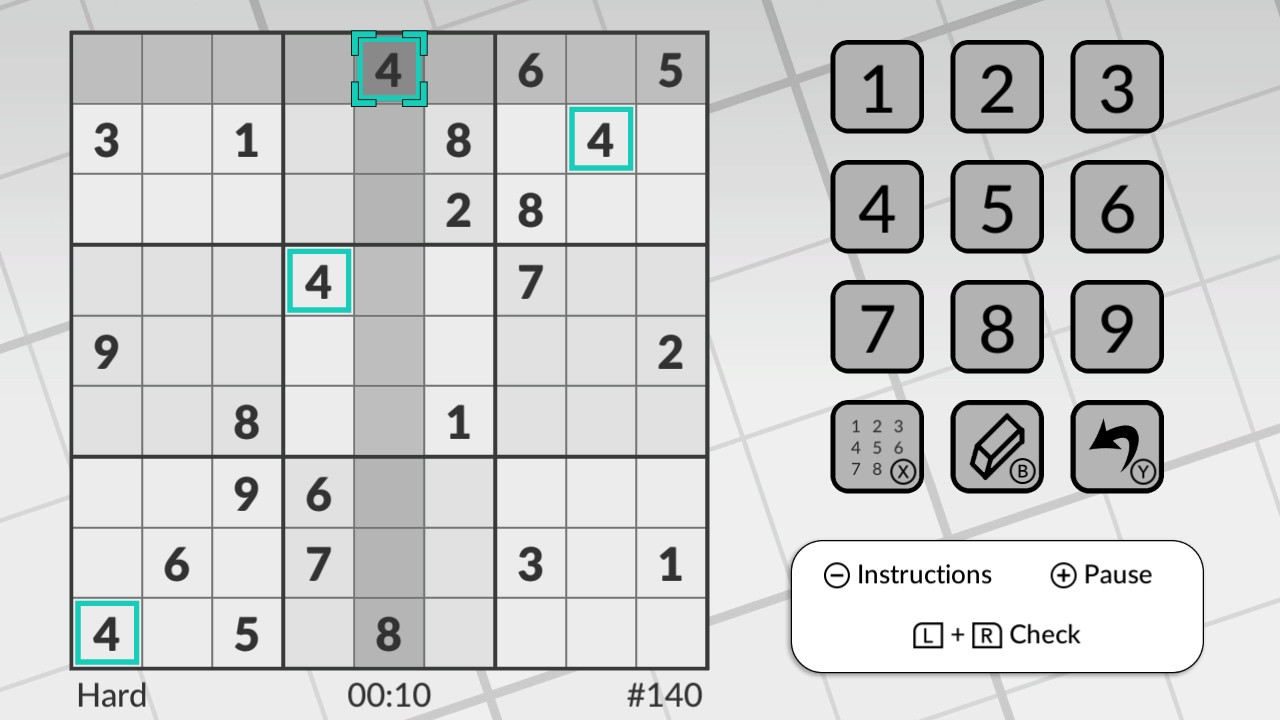 4 6 5 1 2 3
3 1 8 4
2 8 4 5 6
4 7
9 2 7 8 9
8 1 1 2 3
4 5 6
7 8 X B Y
9 6
6 7 3 1 − Instructions + Pause
4 5 8 L + R Check
Hard 00:10 #140